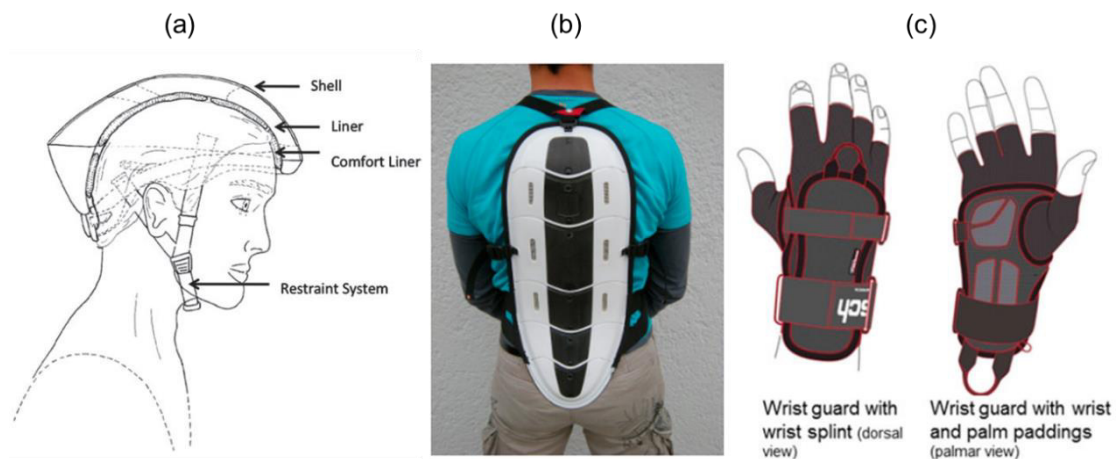 (a)
(b)
(c)
Shell
Liner
Comfort Liner
Restraint System
sch
Wrist guard with
wrist splint (dorsal
view)
Wrist guard with wrist
and palm paddings
(palmar view)